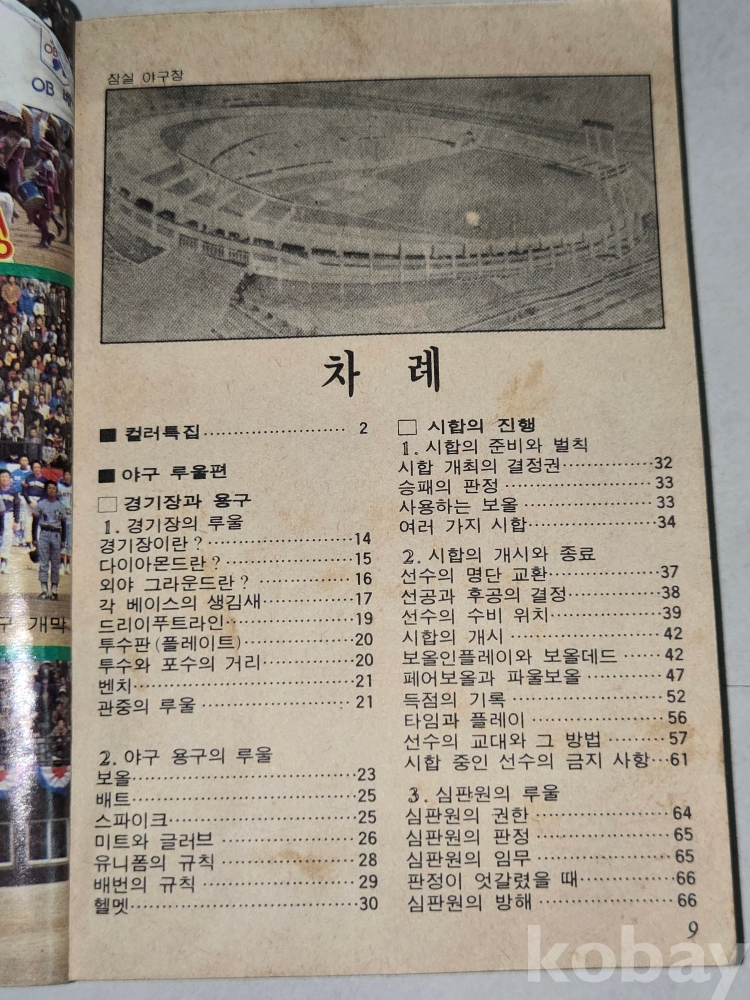 OB
OB
잠실 야구장
차 례
■ 컬러특집 2
■ 야구 루울편
□ 경기장과 용구
1. 경기장의 루울
경기장이란? 14
다이아몬드란? 15
외야 그라운드란? 16
각 베이스의 생김새 17
드리이푸트라인 19
투수판(플레이트) 20
투수와 포수의 거리 20
벤치 21
관중의 루울 21
2. 야구 용구의 루울
보올 23
배트 25
스파이크 25
미트와 글러브 26
유니폼의 규칙 28
배번의 규칙 29
헬멧 30
□ 시합의 진행
1. 시합의 준비와 벌칙
시합 개최의 결정권 32
승패의 판정 33
사용하는 보올 33
여러 가지 시합 34
2. 시합의 개시와 종료
선수의 명단 교환 37
선공과 후공의 결정 38
선수의 수비 위치 39
시합의 개시 42
보올인플레이와 보올데드 42
페어보올과 파울보올 47
득점의 기록 52
타임과 플레이 56
선수의 교대와 그 방법 57
시합 중인 선수의 금지 사항 61
3. 심판원의 루울
심판원의 권한 64
심판원의 판정 65
심판원의 임무 65
판정이 엇갈렸을 때 66
심판원의 방해 66
9
구 개막
kobay